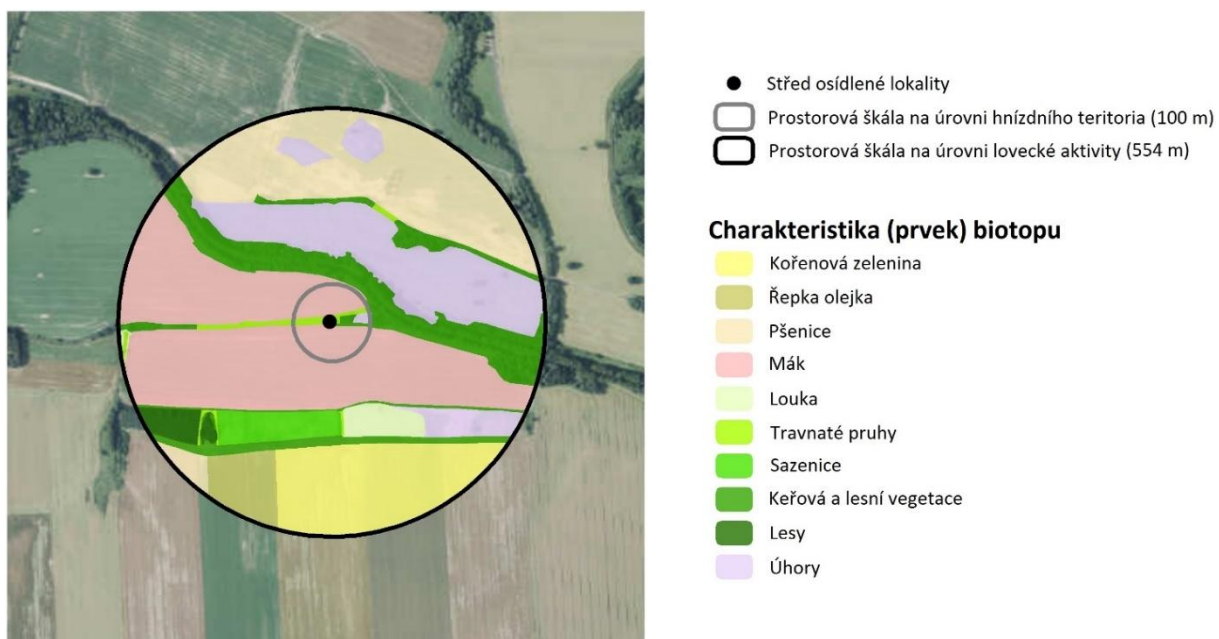 Střed osídlené lokality
Prostorová škála na úrovni hnízdního teritoria (100 m)
Prostorová škála na úrovni lovecké aktivity (554 m)
Charakteristika (prvek) biotopu
Kořenová zelenina
Řepka olejka
Pšenice
Mák
Louka
Travnaté pruhy
Sazenice
Keřová a lesní vegetace
Lesy
Úhory